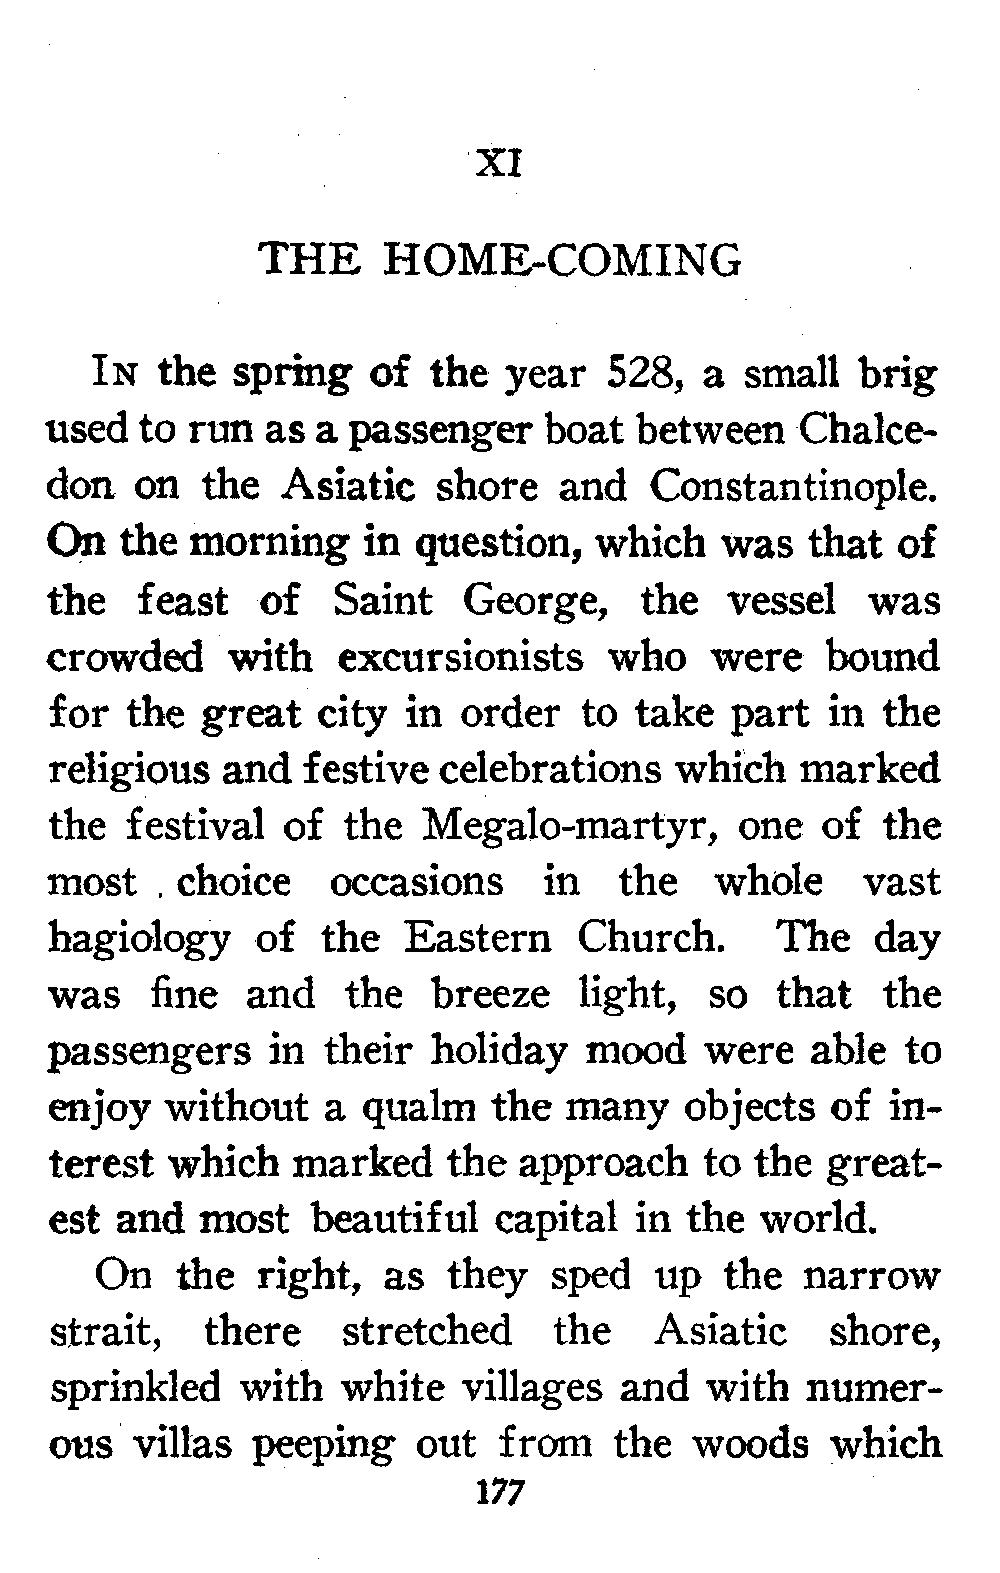 XI
THE HOME-COMING
IN the spring of the year 528, a small brig
used to run as a passenger boat between Chalce-
don on the Asiatic shore and Constantinople.
On the morning in question, which was that of
the feast of Saint George, the vessel was
crowded with excursionists who were bound
for the great city in order to take part in the
religious and festive celebrations which marked
the festival of the Megalo-martyr, one of the
most choice occasions in the whole vast
hagiology of the Eastern Church. The day
was fine and the breeze light, so that the
passengers in their holiday mood were able to
enjoy without a qualm the many objects of in-
terest which marked the approach to the great-
est and most beautiful capital in the world.
On the right, as they sped up the narrow
strait, there stretched the Asiatic shore,
sprinkled with white villages and with numer-
ous villas peeping out from the woods which
177